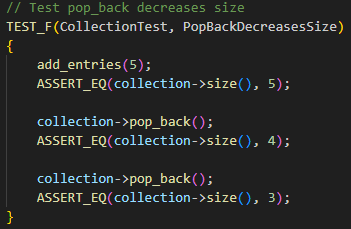 // Test pop_back decreases size
TEST_F(CollectionTest, PopBackDecreasesSize)
{
    add_entries(5);
    ASSERT_EQ(collection->size(), 5);

    collection->pop_back();
    ASSERT_EQ(collection->size(), 4);

    collection->pop_back();
    ASSERT_EQ(collection->size(), 3);
}